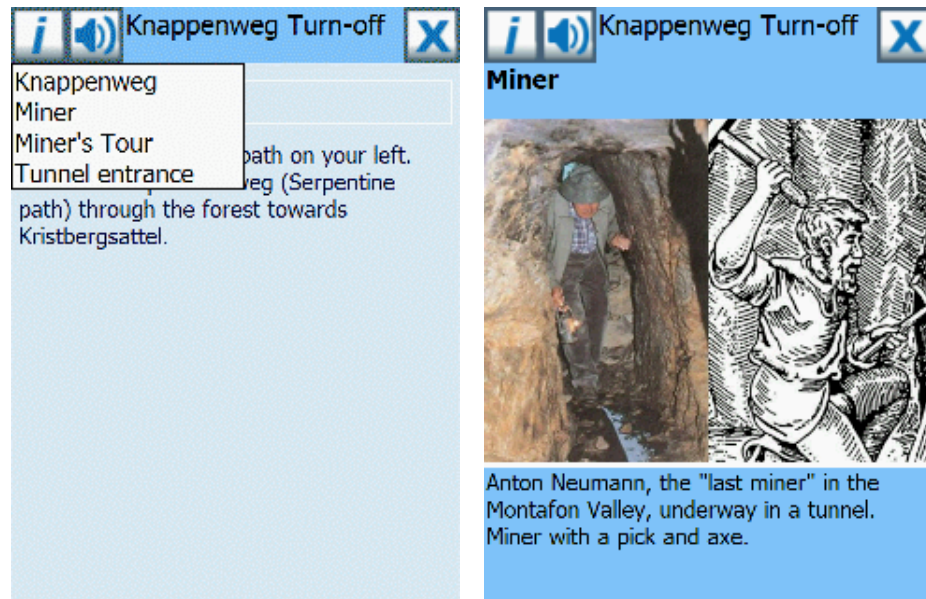 Knappenweg Turn-off
Knappenweg
Miner
Miner's Tour
Tunnel entrance
path on your left.
weg (Serpentine
path) through the forest towards
Kristbergsattel.
Knappenweg Turn-off
Miner
Anton Neumann, the "last miner" in the
Montafon Valley, underway in a tunnel.
Miner with a pick and axe.